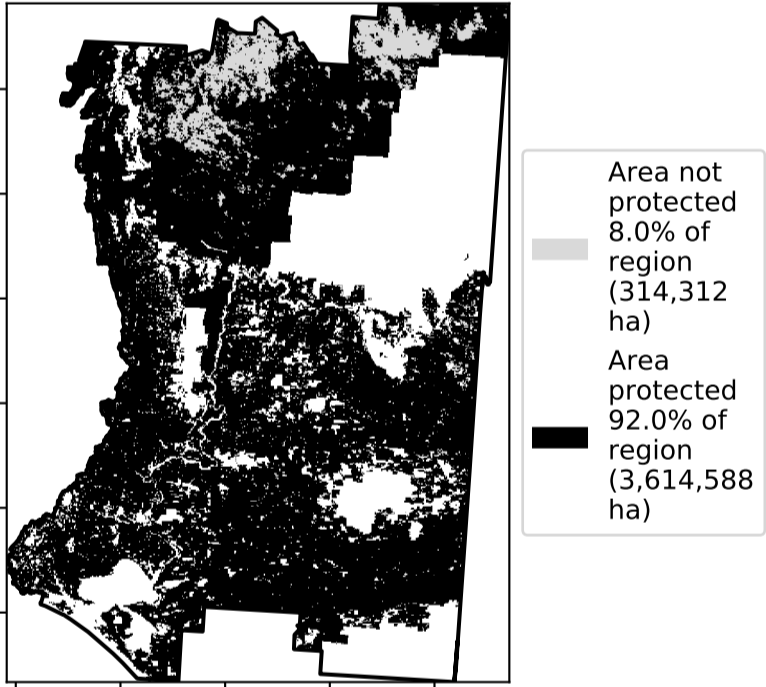 Area not
protected
8.0% of
region
(314,312
ha)
Area
protected
92.0% of
region
(3,614,588
ha)